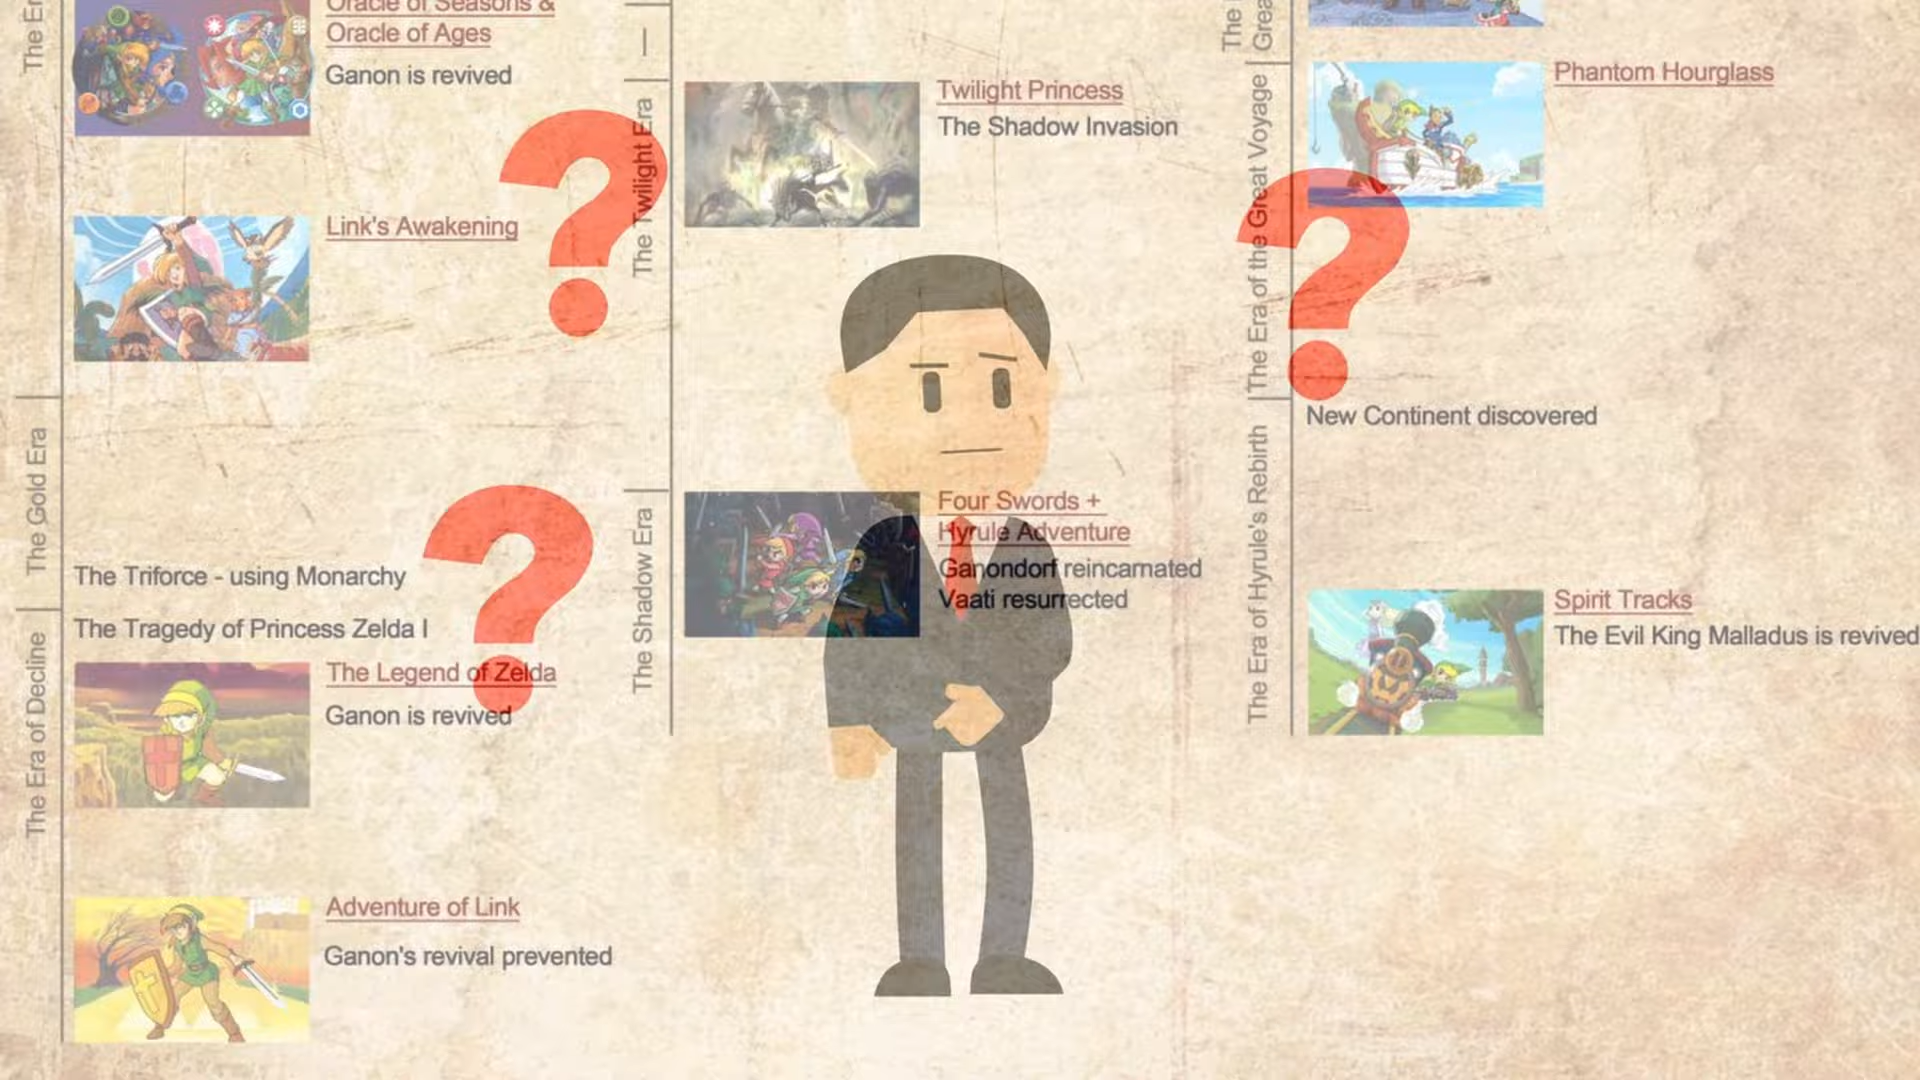 The Er
Oracle of Seasons &
Oracle of Ages
Ganon is revived
Link's Awakening
The Gold Era
The Triforce - using Monarchy
The Tragedy of Princess Zelda I
The Era of Decline
The Legend of Zelda
Ganon is revived
Adventure of Link
Ganon's revival prevented
?
?
The Twilight Era
Twilight Princess
The Shadow Invasion
The Shadow Era
Four Swords +
Hyrule Adventure
Ganondorf reincarnated
Vaati resurrected
The
Grea
The Era of the Great Voyage
Phantom Hourglass
?
The Era of Hyrule's Rebirth
New Continent discovered
Spirit Tracks
The Evil King Malladus is revived